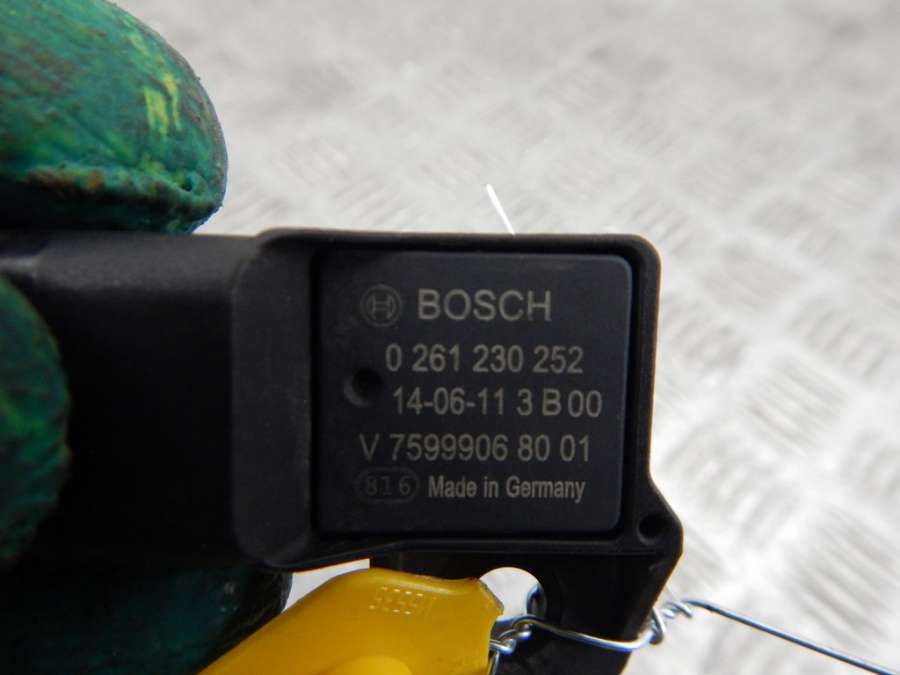 BOSCH
0 261 230 252
14-06-11 3 B 00
V 7599906 80 01
816 Made in Germany